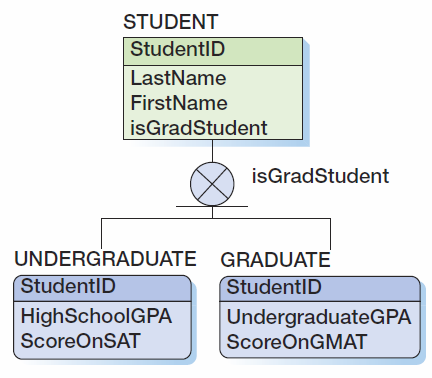 STUDENT
StudentID
LastName
FirstName
isGradStudent
isGradStudent
UNDERGRADUATE
StudentID
HighSchoolGPA
ScoreOnSAT
GRADUATE
StudentID
UndergraduateGPA
ScoreOnGMAT